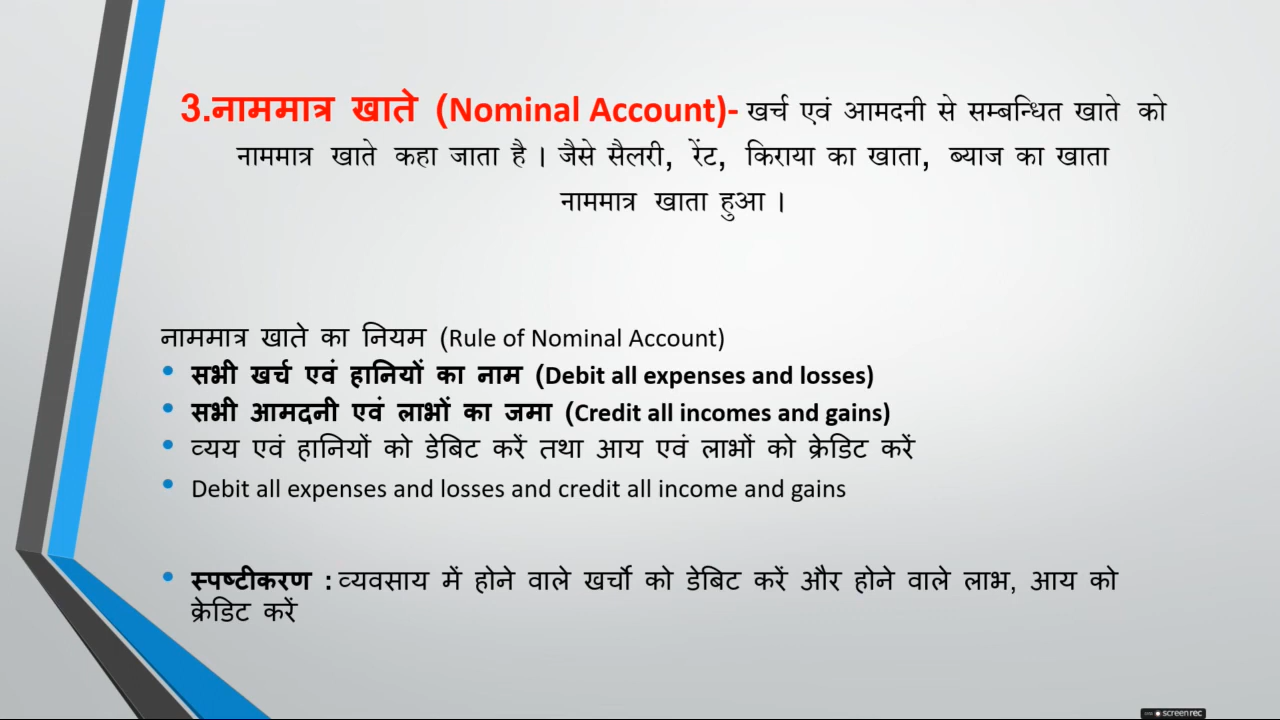 3.नाममात्र खाते (Nominal Account)- खर्च एवं आमदनी से सम्बन्धित खाते को
नाममात्र खाते कहा जाता है । जैसे सैलरी, रेंट, किराया का खाता, ब्याज का खाता
नाममात्र खाता हुआ ।
नाममात्र खाते का नियम (Rule of Nominal Account)
• सभी खर्च एवं हानियों का नाम (Debit all expenses and losses)
• सभी आमदनी एवं लाभों का जमा (Credit all incomes and gains)
• व्यय एवं हानियों को डेबिट करें तथा आय एवं लाभों को क्रेडिट करें
• Debit all expenses and losses and credit all income and gains
• स्पष्टीकरण : व्यवसाय में होने वाले खर्चो को डेबिट करें और होने वाले लाभ, आय को
क्रेडिट करें
screenrec